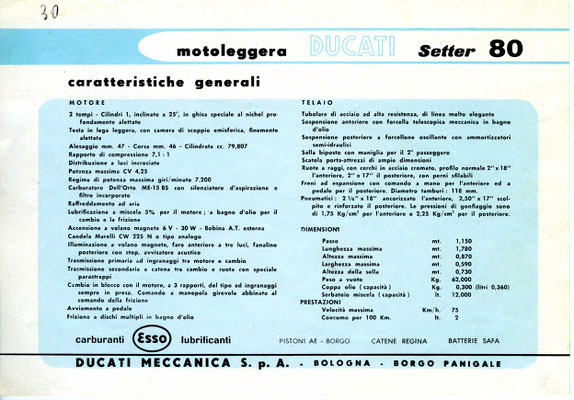 30
motoleggera DUCATI Setter 80
caratteristiche generali
MOTORE
2 tempi - Cilindri 1, inclinato a 25°, in ghisa speciale al nichel pro-
fondamente alettato
Testa in lega leggera, con camera di scoppio emisferica, finemente
alettata
Alesaggio mm. 47 - Corsa mm. 46 - Cilindrata cc. 79,807
Rapporto di compressione 7,1 : 1
Distribuzione a luci incrociate
Potenza massima CV 4,25
Regime di potenza massima giri/minuto 7.200
Carburatore Dell'Orto ME 15 BS con silenziatore d'aspirazione e
filtro incorporato
Raffreddamento ad aria
Lubrificazione a miscela 5% per il motore ; a bagno d'olio per il
cambio e la frizione
Accensione a volano magnete 6 V - 30 W - Bobina A.T. esterna
Candela Marelli CW 225 N o tipo analogo
Illuminazione a volano magnete, faro anteriore a tre luci, fanalino
posteriore con stop, avvisatore acustico
Trasmissione primaria ad ingranaggi tra motore e cambio
Trasmissione secondaria a catena tra cambio e ruota con speciale
parastrappi
Cambio in blocco con il motore, a 3 rapporti, del tipo ad ingranaggi
sempre in presa. Comando a manopola girevole abbinato al
comando della frizione
Avviamento a pedale
Frizione a dischi multipli in bagno d'olio
TELAIO
Tubolare di acciaio ad alta resistenza, di linea molto elegante
Sospensione anteriore con forcella telescopica meccanica in bagno
d'olio
Sospensione posteriore a forcellone oscillante con ammortizzatori
semi-idraulici
Sella biposto con maniglia per il 2° passeggero
Scatola porta-attrezzi di ampie dimensioni
Ruote a raggi, con cerchi in acciaio cromato, profilo normale 2"x18"
l'anteriore, 2"x17" il posteriore, con perni sfilabili
Freni ad espansione con comando a mano per l'anteriore ed a
pedale per il posteriore. Diametro tamburi : 118 mm.
Pneumatici : 2 1/4"x18" ancorizzato l'anteriore, 2,50"x17" scol-
pito e rinforzato il posteriore. Le pressioni di gonfiaggio sono
di 1,75 Kg/cm² per l'anteriore e 2,25 Kg/cm² per il posteriore.
DIMENSIONI
Passo mt. 1,150
Lunghezza massima mt. 1,780
Altezza massima mt. 0,870
Larghezza massima mt. 0,590
Altezza della sella mt. 0,730
Peso a vuoto Kg. 62,000
Coppa olio ( capacità ) Kg. 0,300 (litri 0,360)
Serbatoio miscela ( capacità ) lt. 12,000
PRESTAZIONI
Velocità massima Km/h. 75
Consumo per 100 Km. lt. 2
carburanti Esso lubrificanti PISTONI AE - BORGO CATENE REGINA BATTERIE SAFA
DUCATI MECCANICA S. p. A. - BOLOGNA - BORGO PANIGALE